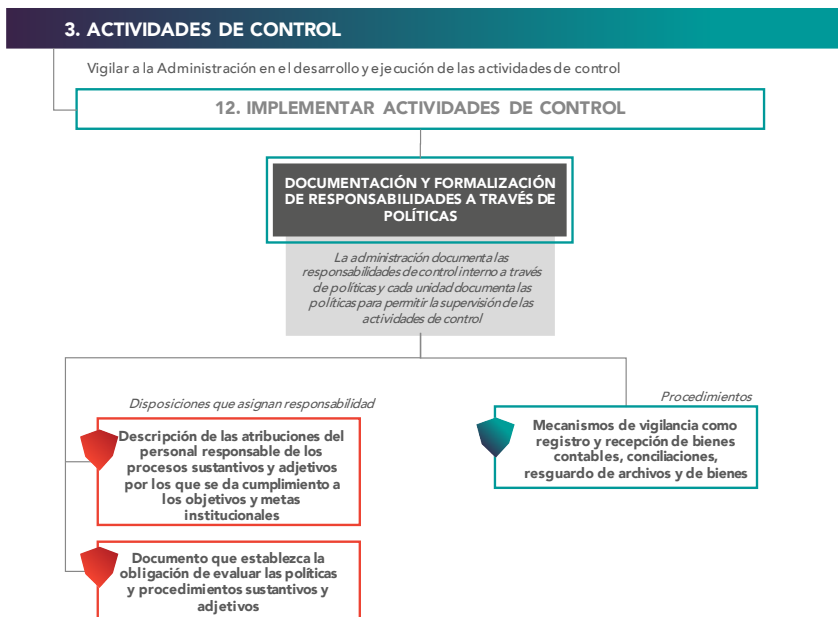 3. ACTIVIDADES DE CONTROL
Vigilar a la Administración en el desarrollo y ejecución de las actividades de control
12. IMPLEMENTAR ACTIVIDADES DE CONTROL
DOCUMENTACIÓN Y FORMALIZACIÓN
DE RESPONSABILIDADES A TRAVÉS DE
POLÍTICAS
La administración documenta las
responsabilidades de control interno a través
de políticas y cada unidad documenta las
políticas para permitir la supervisión de las
actividades de control
Disposiciones que asignan responsabilidad
Descripción de las atribuciones del
personal responsable de los
procesos sustantivos y adjetivos
por los que se da cumplimiento a
los objetivos y metas
institucionales
Documento que establezca la
obligación de evaluar las políticas
y procedimientos sustantivos y
adjetivos
Procedimientos
Mecanismos de vigilancia como
registro y recepción de bienes
contables, conciliaciones,
resguardo de archivos y de bienes